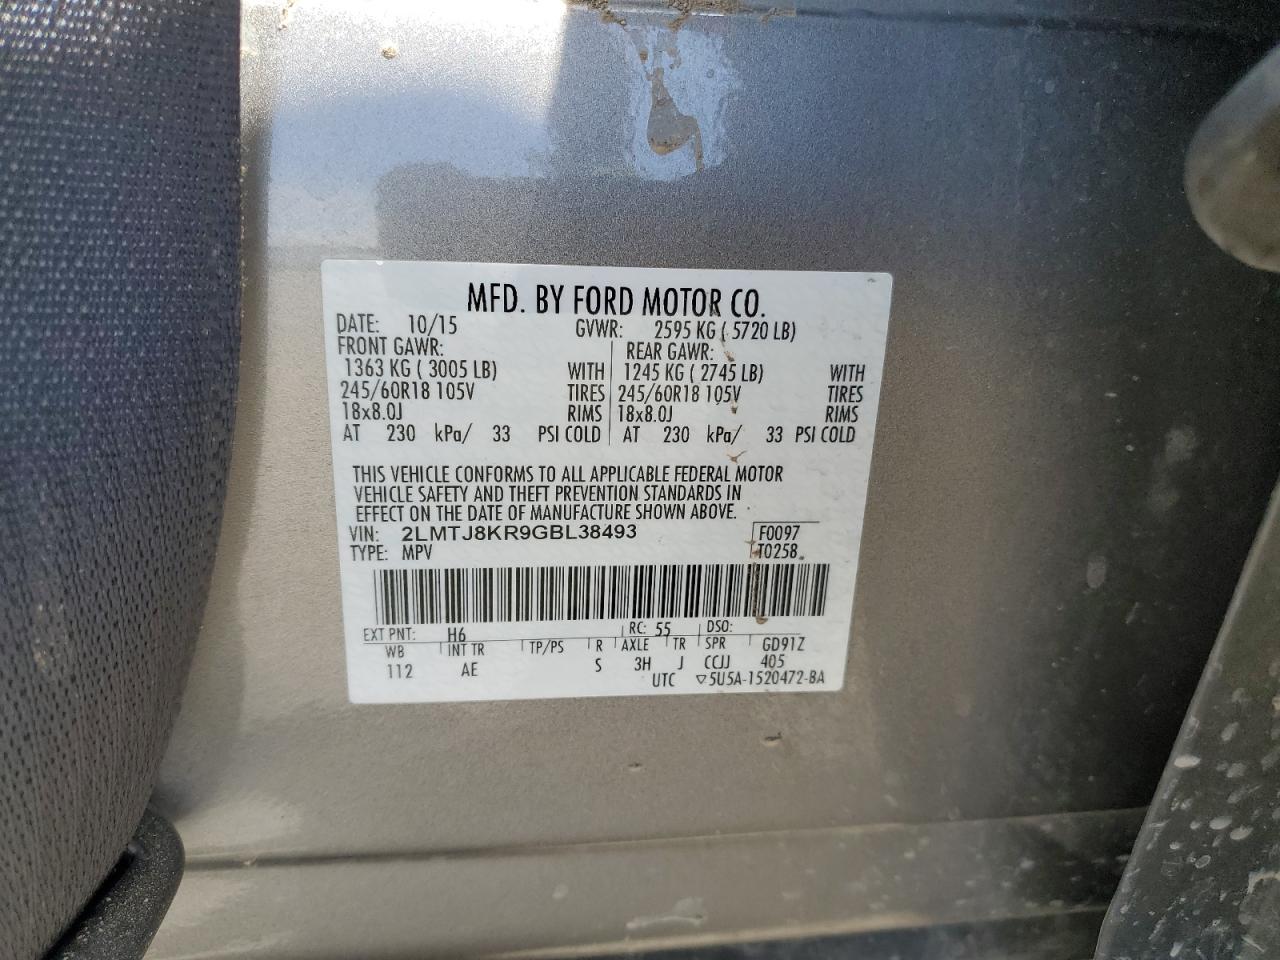 MFD. BY FORD MOTOR CO.
DATE: 10/15 GVWR: 2595 KG ( 5720 LB)
FRONT GAWR: REAR GAWR:
1363 KG ( 3005 LB) WITH 1245 KG ( 2745 LB) WITH
245/60R18 105V TIRES 245/60R18 105V TIRES
18x8.0J RIMS 18x8.0J RIMS
AT 230 kPa/ 33 PSI COLD AT 230 kPa/ 33 PSI COLD
THIS VEHICLE CONFORMS TO ALL APPLICABLE FEDERAL MOTOR
VEHICLE SAFETY AND THEFT PREVENTION STANDARDS IN
EFFECT ON THE DATE OF MANUFACTURE SHOWN ABOVE.
VIN: 2LMTJ8KR9GBL38493 F0097
TYPE: MPV T0258
EXT PNT: H6 RC: 55 DSO:
WB INT TR TP/PS R AXLE TR SPR GD91Z
112 AE S 3H J CCJJ 405
UTC ▽5U5A-1520472-BA